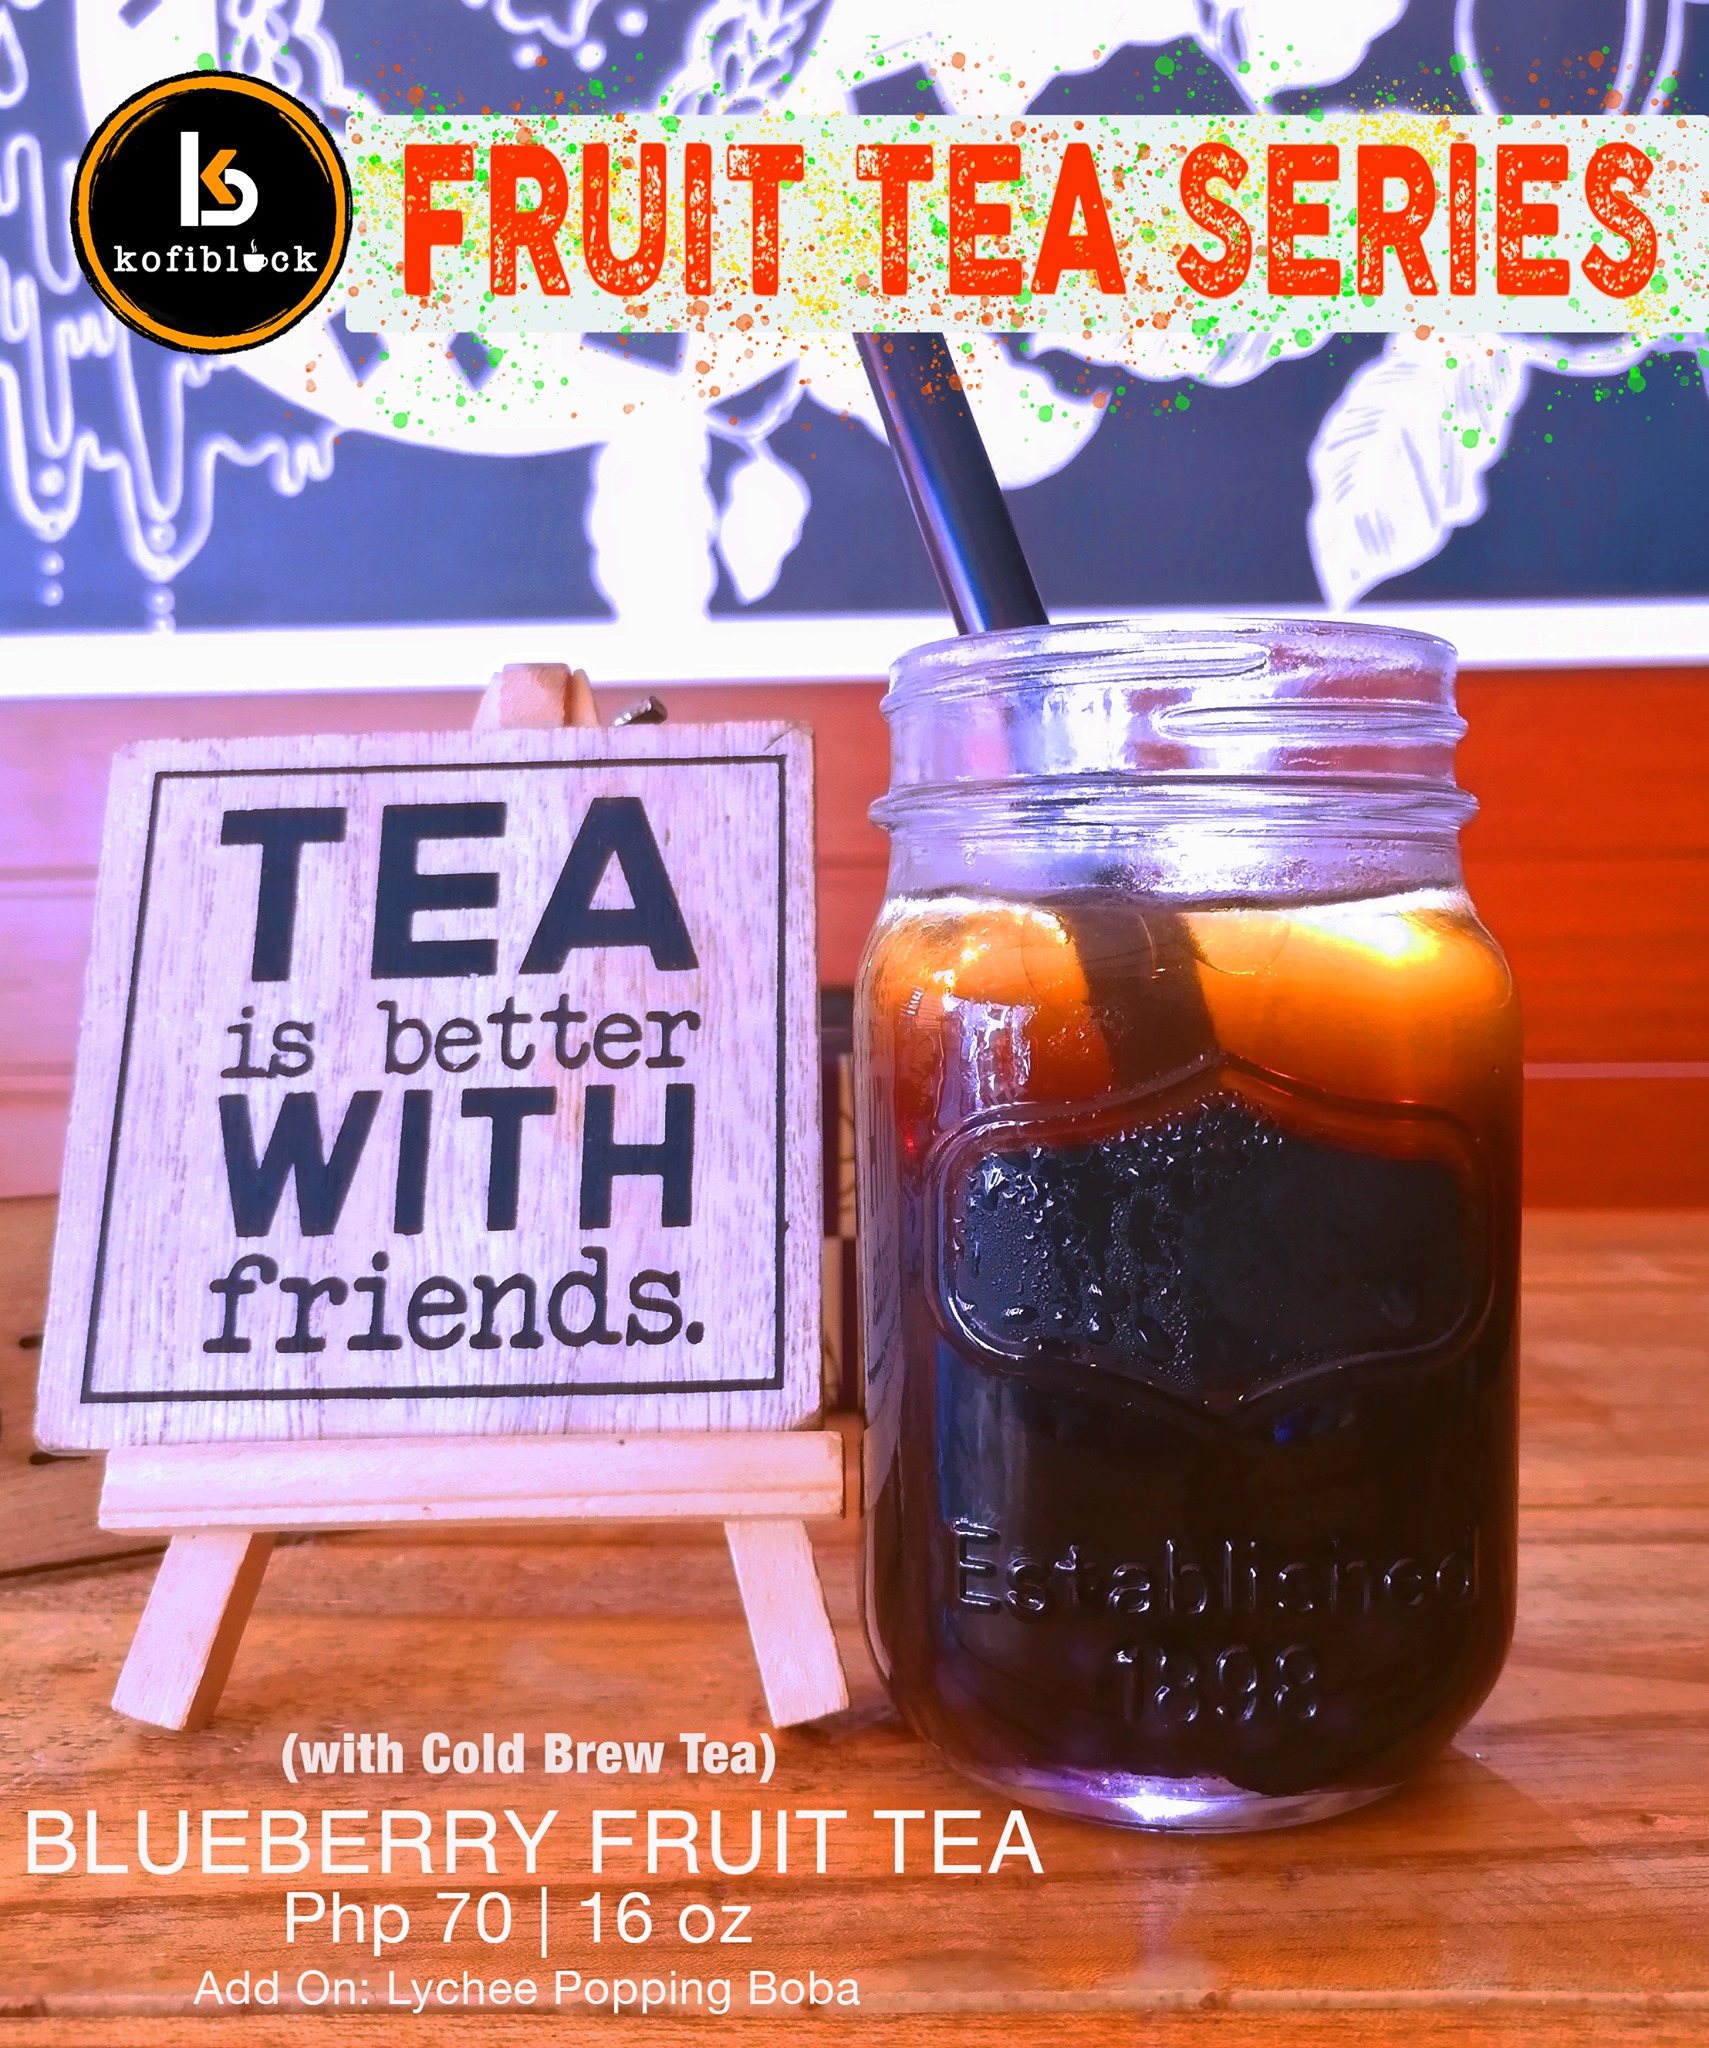 kofiblock
FRUIT TEA SERIES
TEA
is better
WITH
friends.
Established
1898
(with Cold Brew Tea)
BLUEBERRY FRUIT TEA
Php 70 | 16 oz
Add On: Lychee Popping Boba